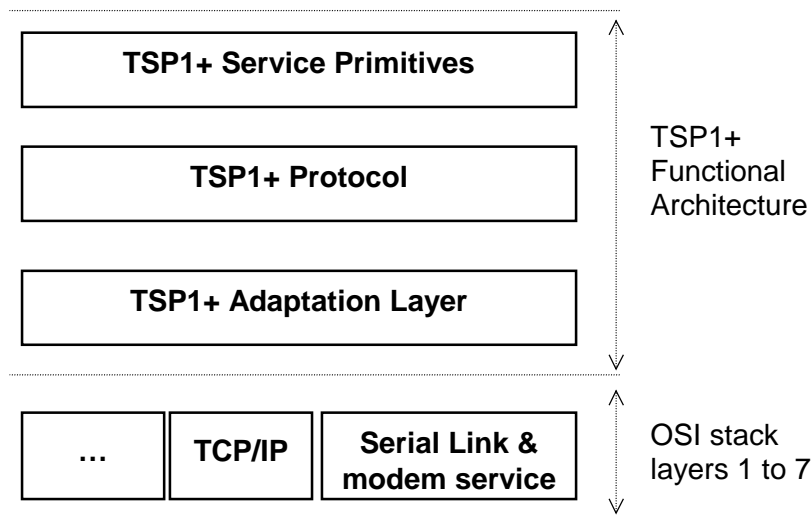 TSP1+ Service Primitives
TSP1+ Protocol
TSP1+ Adaptation Layer
TSP1+
Functional
Architecture
…
TCP/IP
Serial Link &
modem service
OSI stack
layers 1 to 7